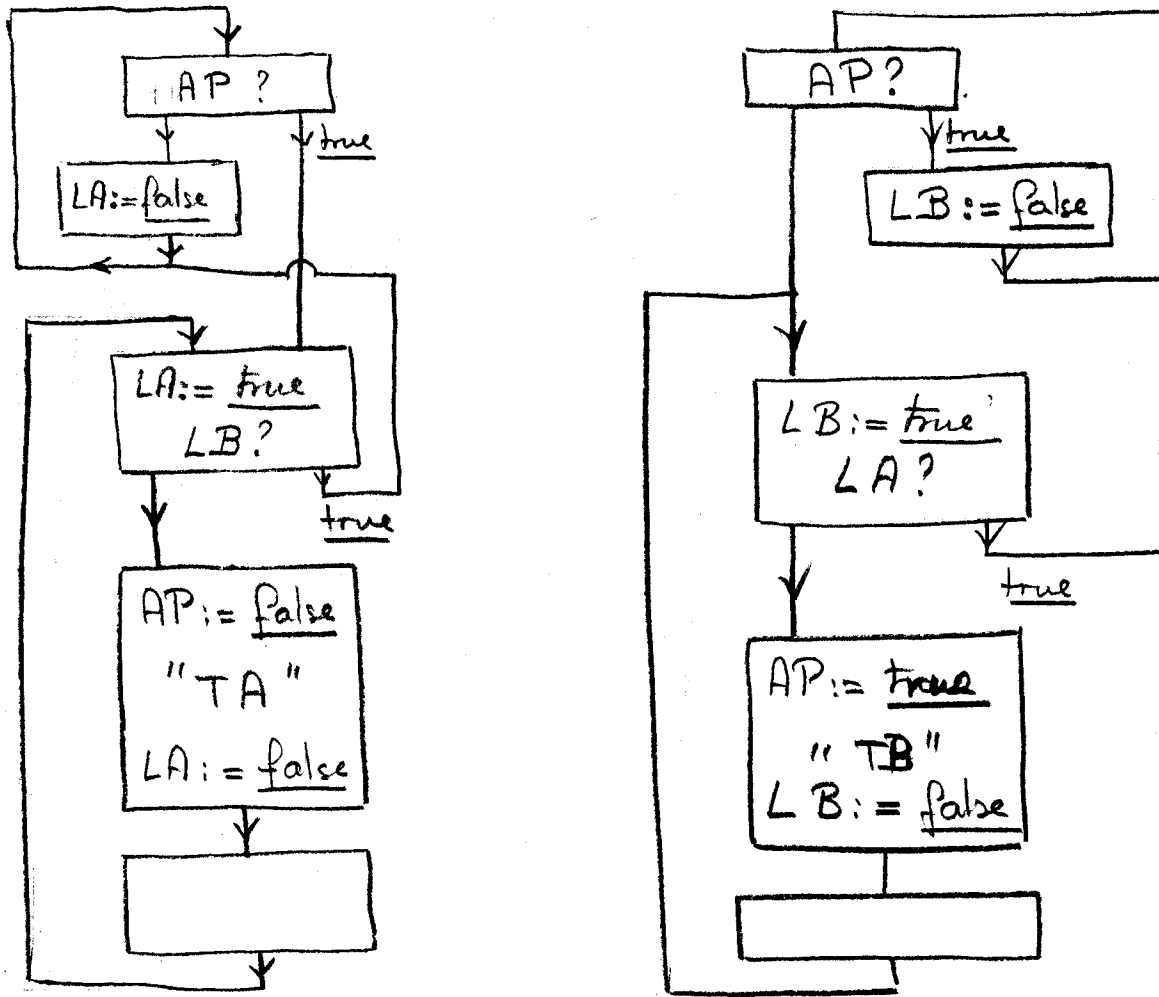 AP ?
true
LA:=false
LA:= true
LB?
true
AP:= false
"TA"
LA:= false
AP?
true
LB:=false
LB:=true
LA?
true
AP:= true
"TB"
LB:= false